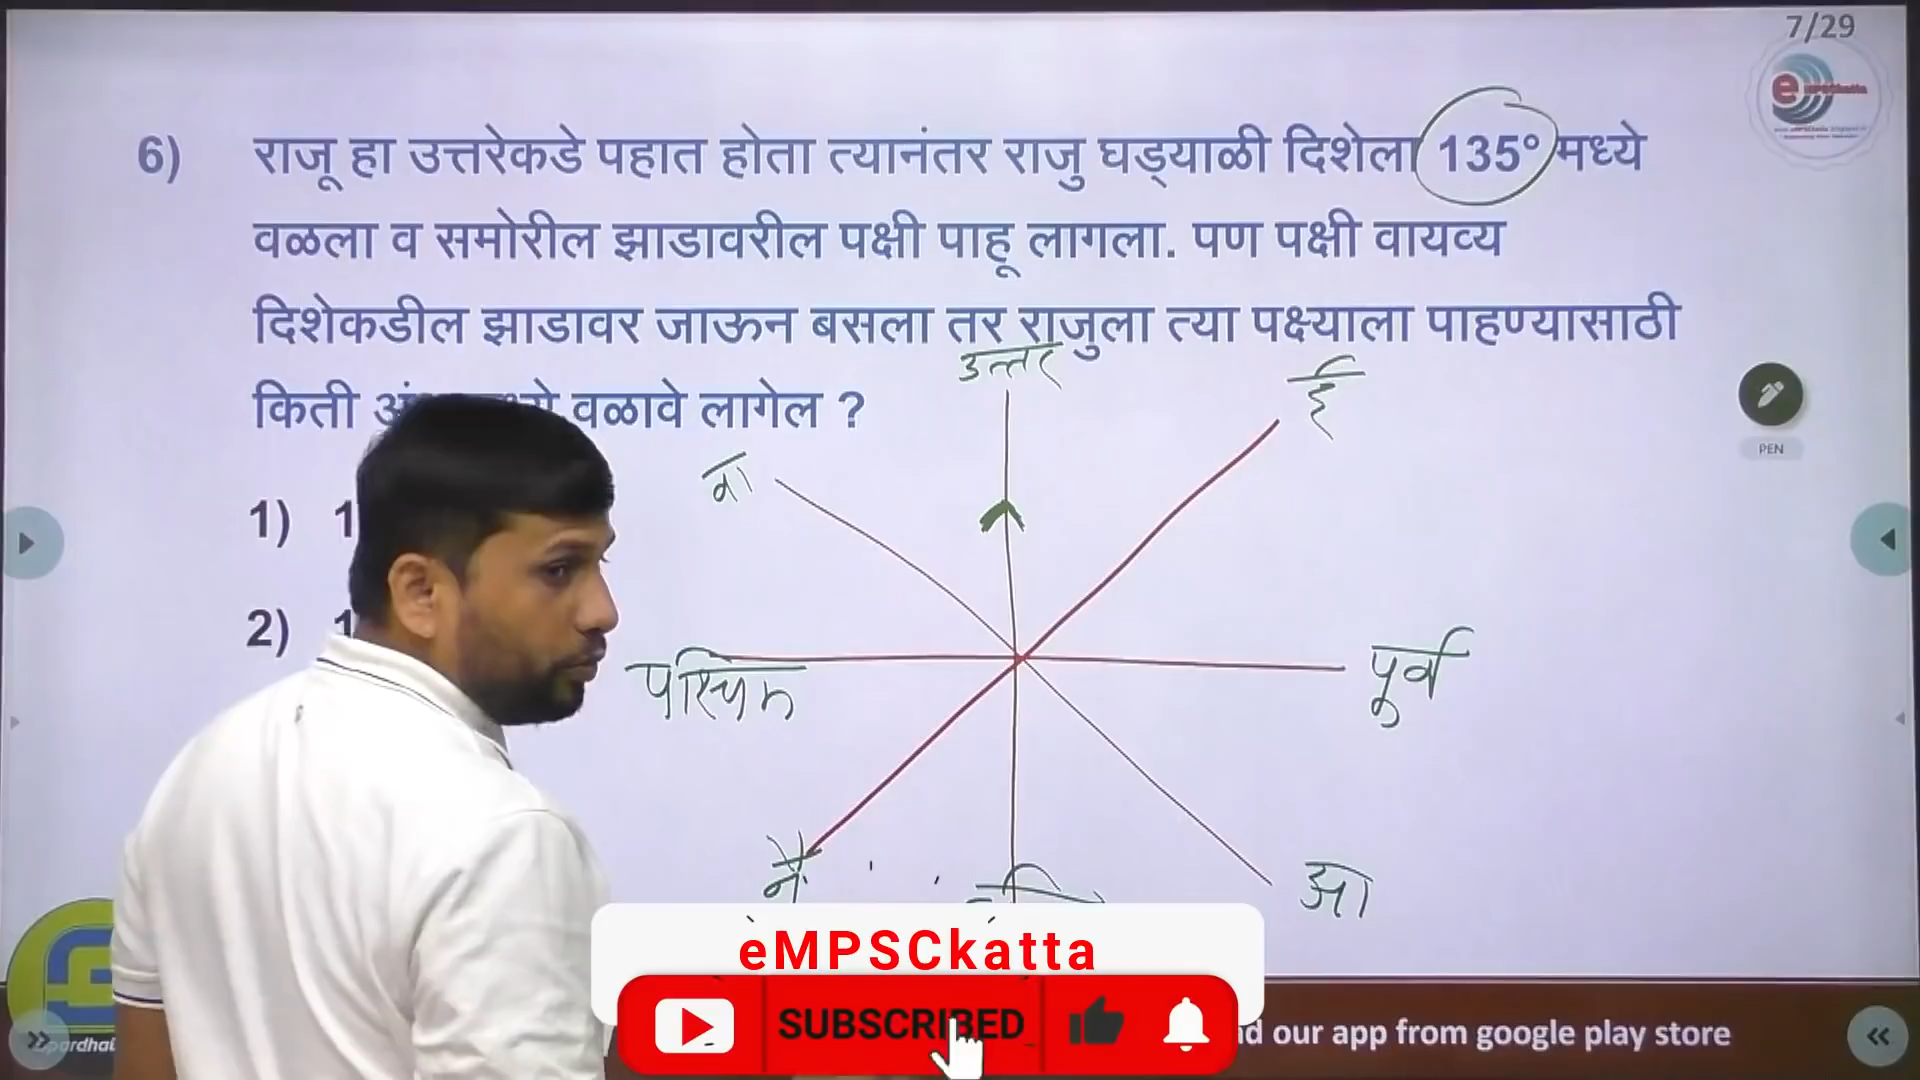 7/29
6) राजू हा उत्तरेकडे पहात होता त्यानंतर राजु घड्याळी दिशेला 135° मध्ये
वळला व समोरील झाडावरील पक्षी पाहू लागला. पण पक्षी वायव्य
दिशेकडील झाडावर जाऊन बसला तर राजुला त्या पक्ष्याला पाहण्यासाठी
किती वळावे लागेल ?
उत्तर
ई
वा
PEN
1) 1
2) 1
पश्चिम
पूर्व
नै
आ
eMPSCkatta
SUBSCRIBED
our app from google play store